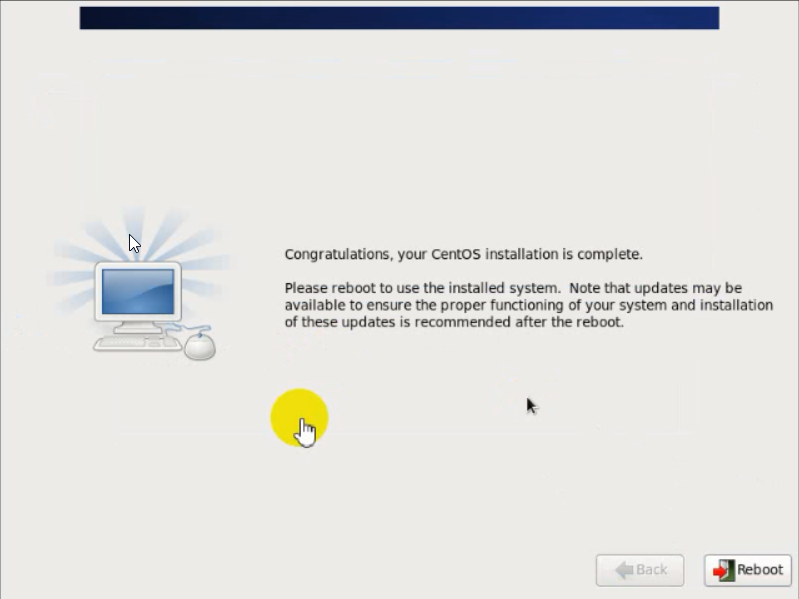 Congratulations, your CentOS installation is complete.
Please reboot to use the installed system.  Note that updates may be
available to ensure the proper functioning of your system and installation
of these updates is recommended after the reboot.
Back
Reboot